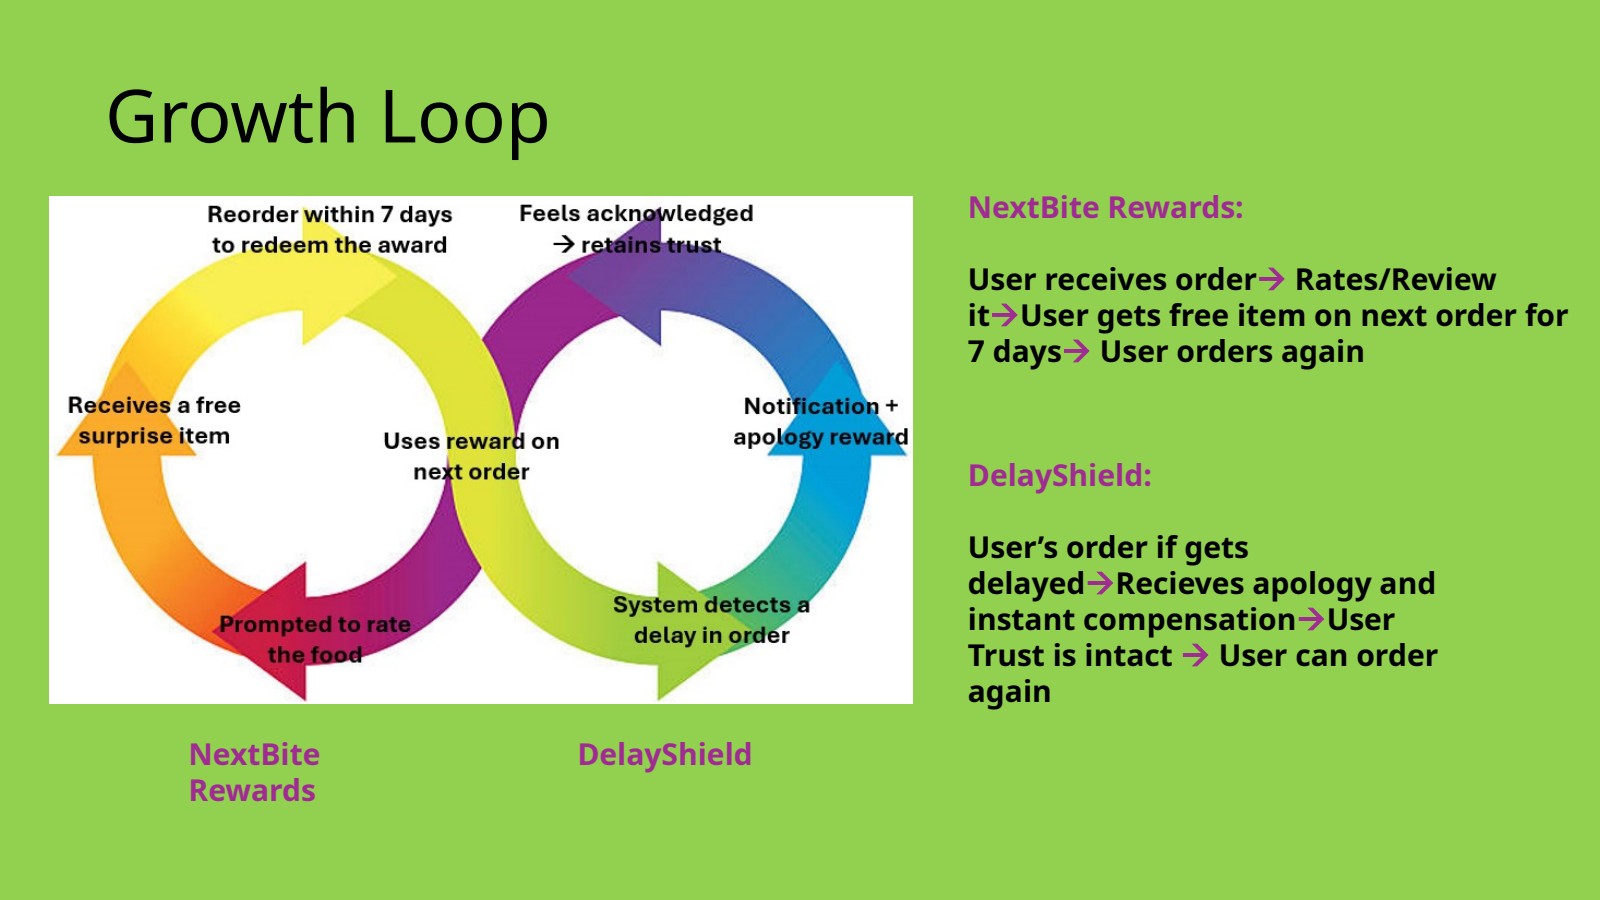 Growth Loop
Reorder within 7 days
to redeem the award
Feels acknowledged
→ retains trust
Receives a free
surprise item
Uses reward on
next order
Notification +
apology reward
Prompted to rate
the food
System detects a
delay in order
NextBite
Rewards
DelayShield
NextBite Rewards:
User receives order→ Rates/Review
it→User gets free item on next order for
7 days→ User orders again
DelayShield:
User’s order if gets
delayed→Recieves apology and
instant compensation→User
Trust is intact → User can order
again